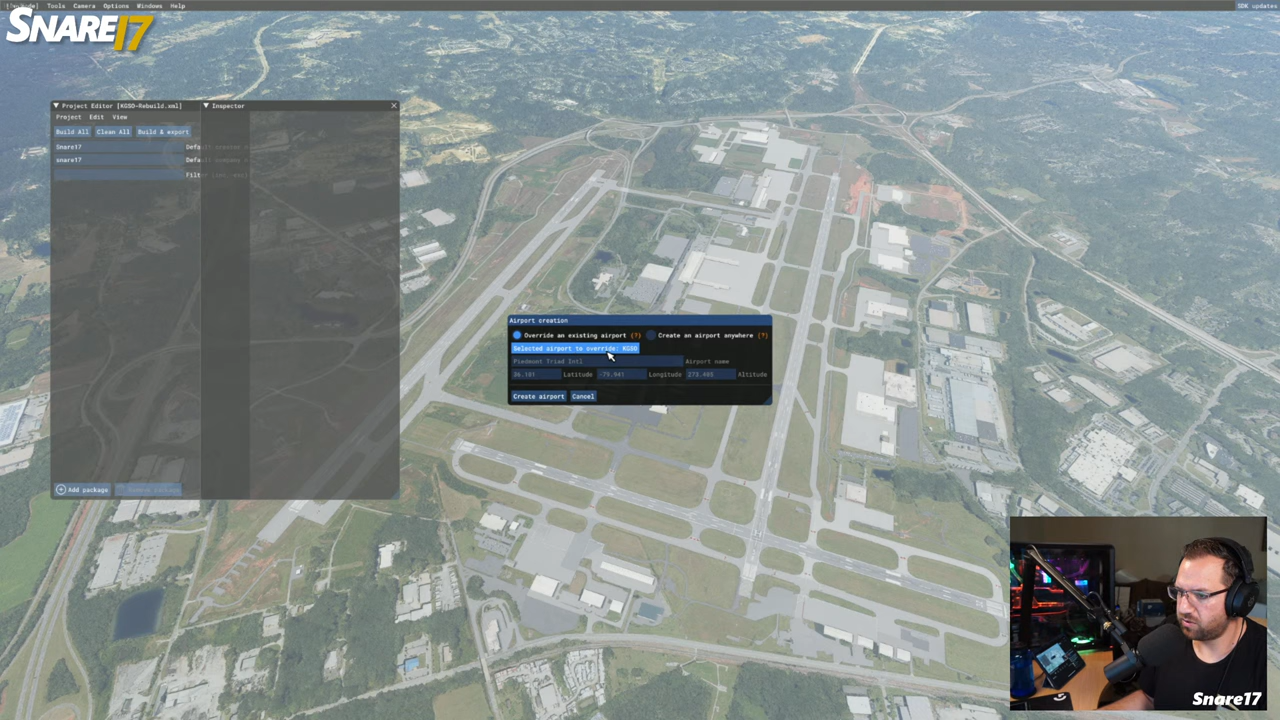 [DevMode] Tools Camera Options Windows Help
SDK updates
SNARE17
Project Editor [KGSO-Rebuild.xml]
Inspector
Project Edit View
Build All Clean All Build & export
Snare17
snare17
Airport creation
Override an existing airport (?) Create an airport anywhere (?)
Selected airport to override: KGSO
Piedmont Triad Intl Airport name
36.101 Latitude -79.941 Longitude 273.405 Altitude
Create airport Cancel
Add package
Snare17